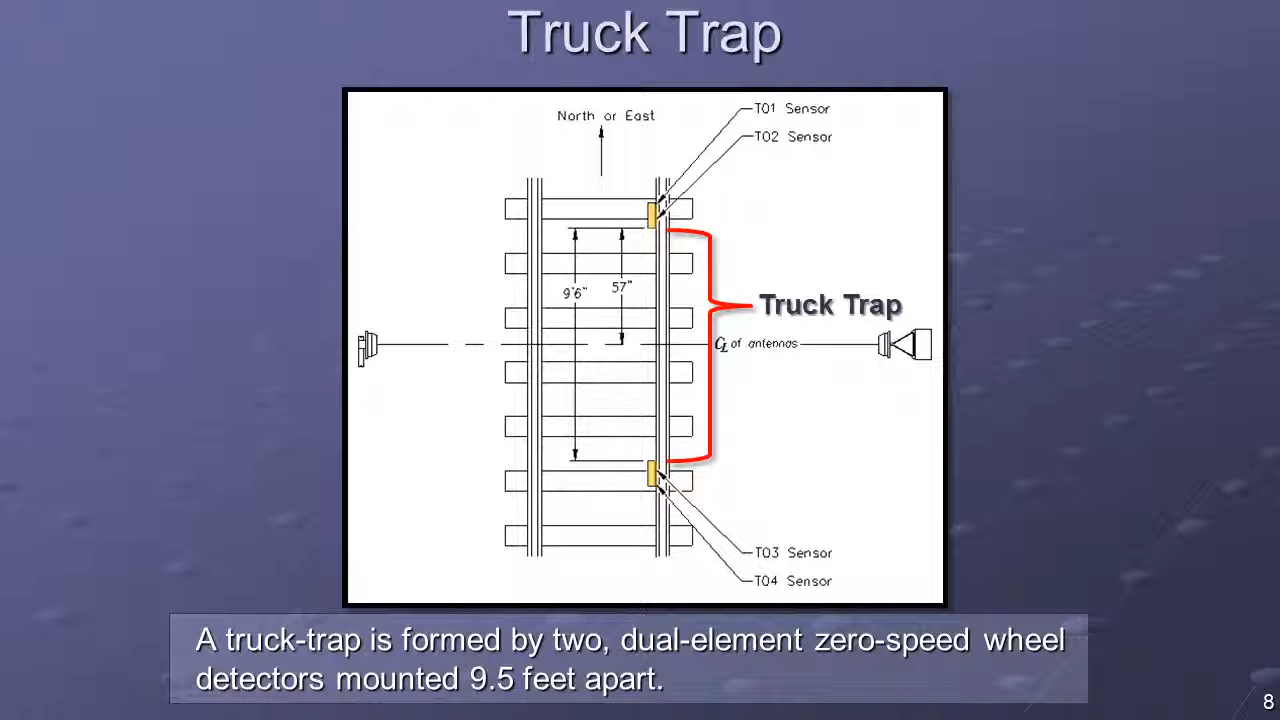 Truck Trap
North or East
T01 Sensor
T02 Sensor
9'6"
57"
Truck Trap
CL of antennas
T03 Sensor
T04 Sensor
A truck-trap is formed by two, dual-element zero-speed wheel
detectors mounted 9.5 feet apart.
8